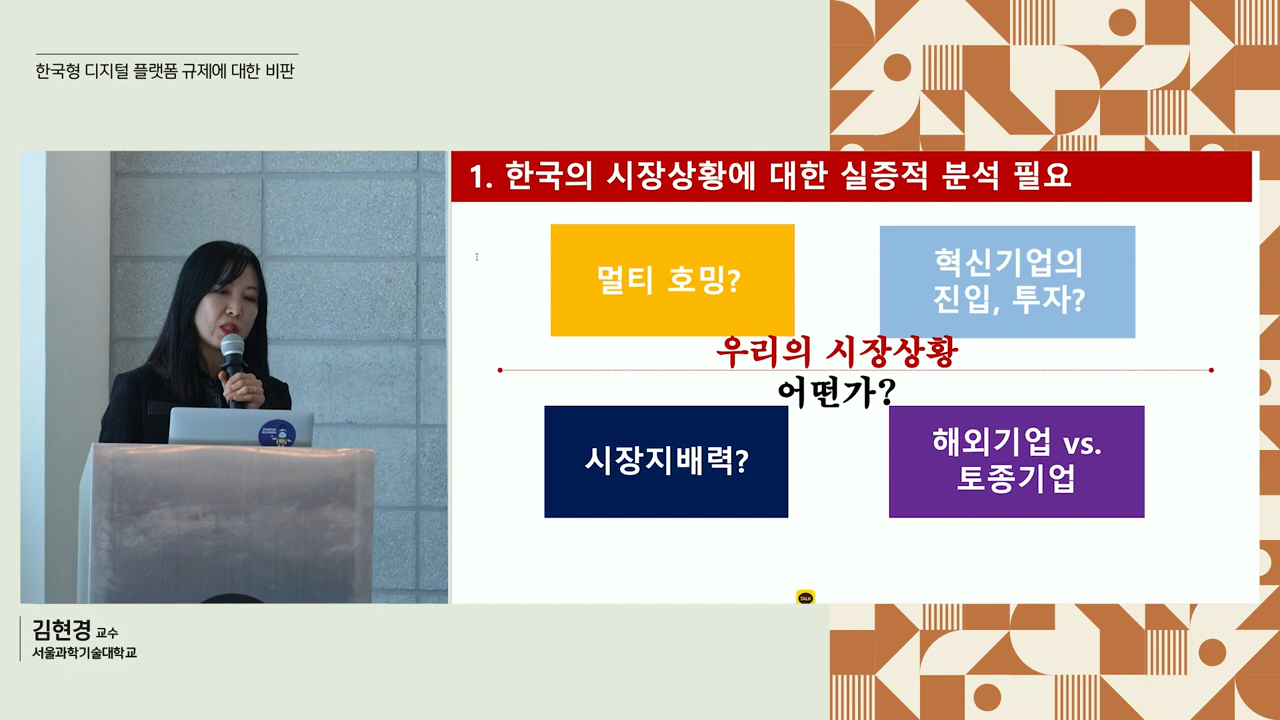 한국형 디지털 플랫폼 규제에 대한 비판
1. 한국의 시장상황에 대한 실증적 분석 필요
멀티 호밍?
혁신기업의
진입, 투자?
우리의 시장상황
어떤가?
시장지배력?
해외기업 vs.
토종기업
TALK
김현경 교수
서울과학기술대학교